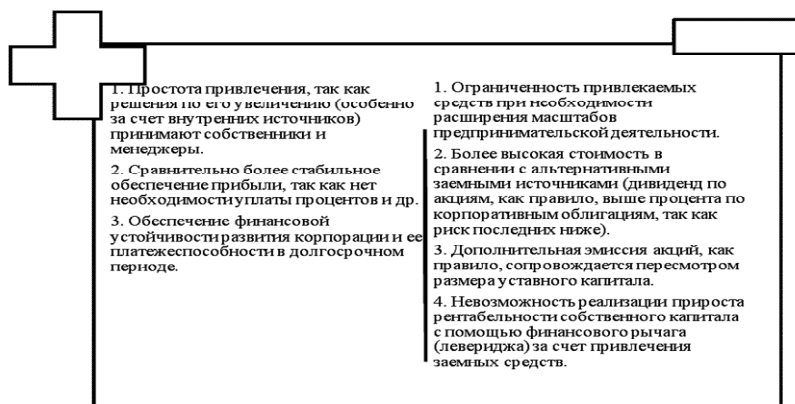 1. Простота привлечения, так как
решения по его увеличению (особенно
за счет внутренних источников)
принимают собственники и
менеджеры.
2. Сравнительно более стабильное
обеспечение прибыли, так как нет
необходимости уплаты процентов и др.
3. Обеспечение финансовой
устойчивости развития корпорации и ее
платежеспособности в долгосрочном
периоде.
1. Ограниченность привлекаемых
средств при необходимости
расширения масштабов
предпринимательской деятельности.
2. Более высокая стоимость в
сравнении с альтернативными
заемными источниками (дивиденд по
акциям, как правило, выше процента по
корпоративным облигациям, так как
риск последних ниже).
3. Дополнительная эмиссия акций, как
правило, сопровождается пересмотром
размера уставного капитала.
4. Невозможность реализации прироста
рентабельности собственного капитала
с помощью финансового рычага
(левериджа) за счет привлечения
заемных средств.